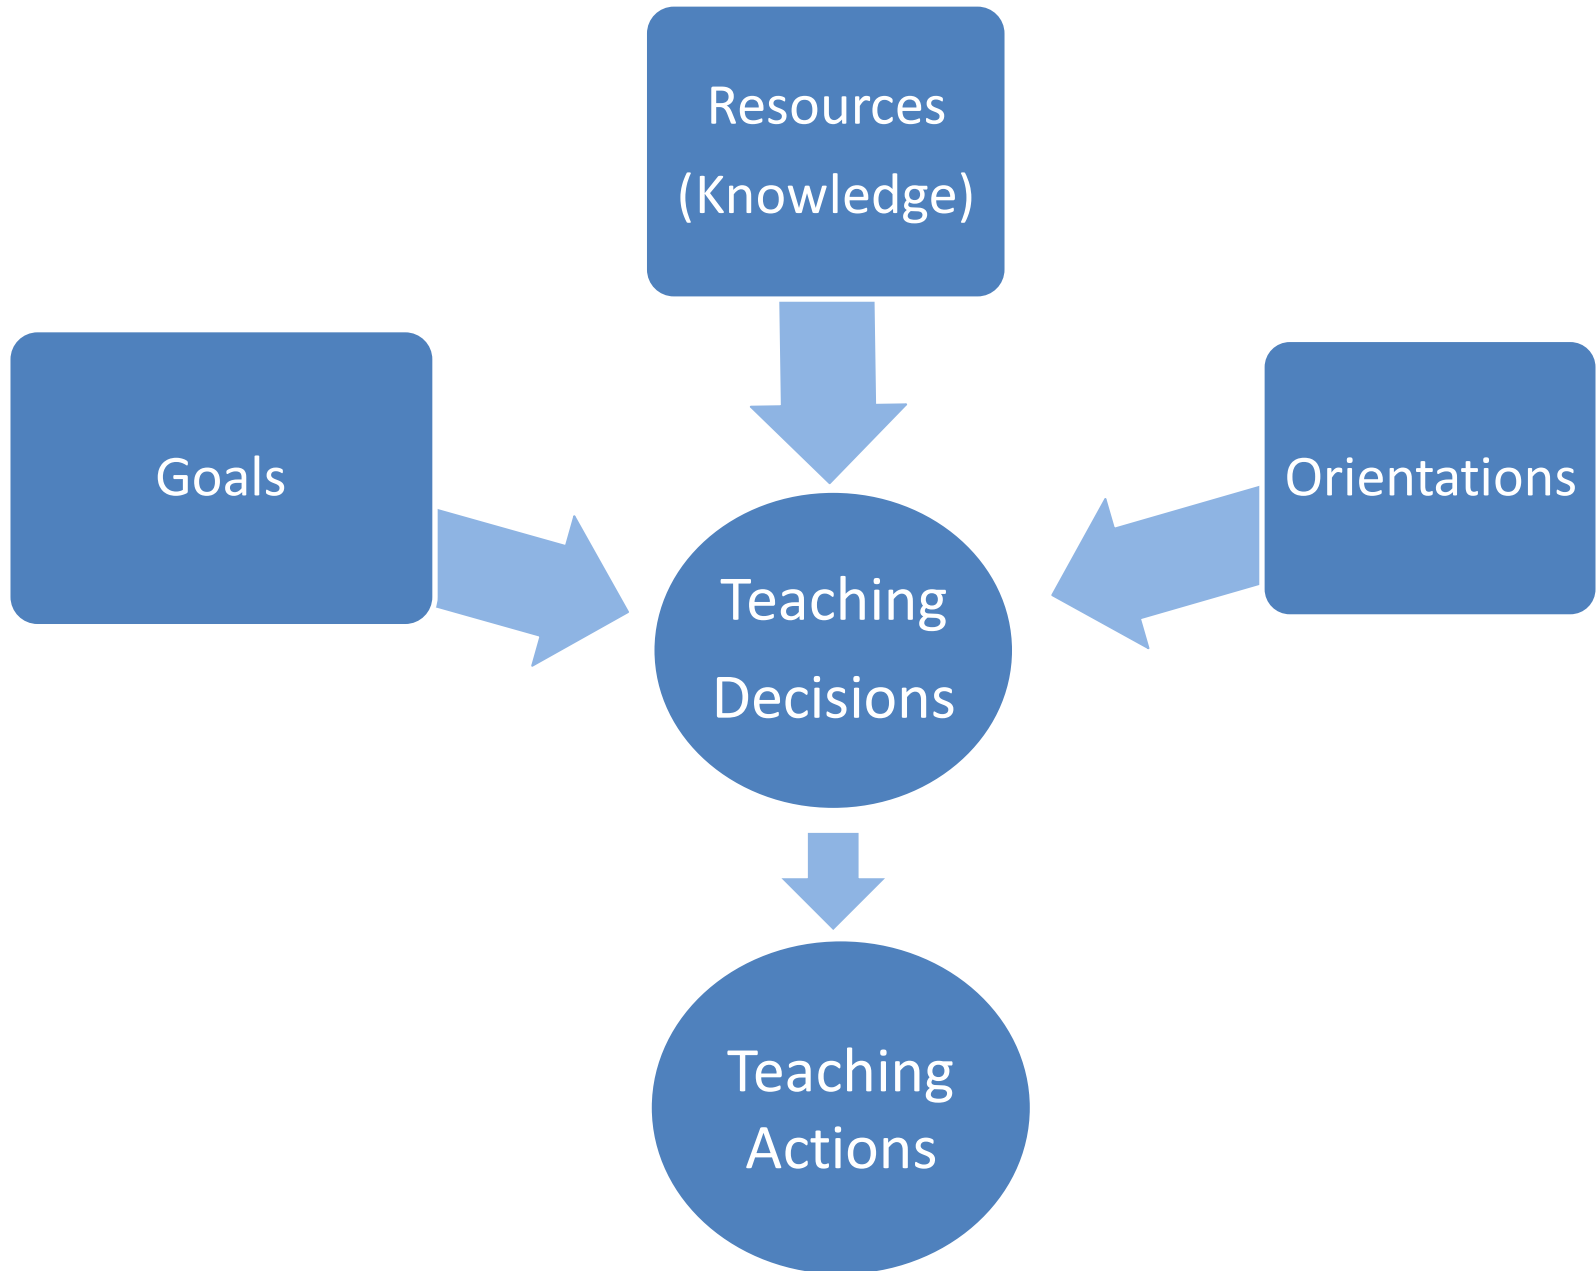 Resources
(Knowledge)
Goals
Orientations
Teaching
Decisions
Teaching
Actions